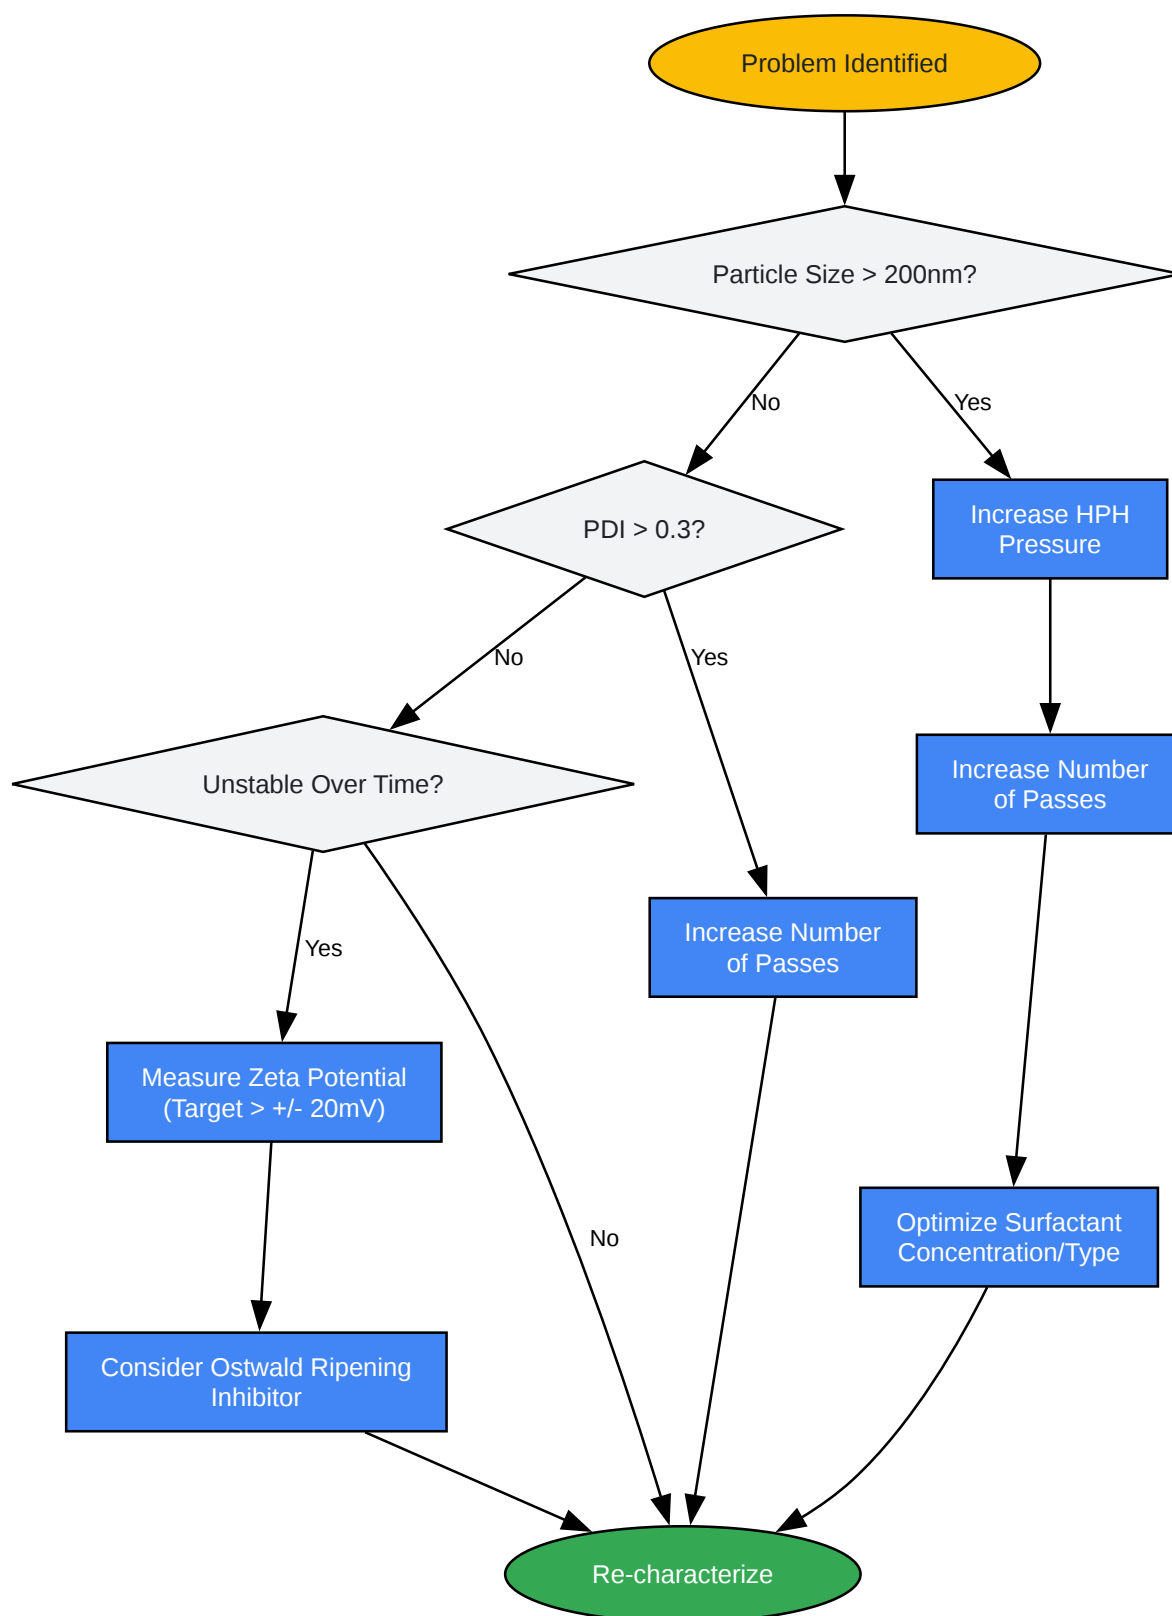 Problem Identified
Particle Size > 200nm?
No
Yes
PDI > 0.3?
Increase HPH
Pressure
No
Yes
Unstable Over Time?
Increase Number
of Passes
Yes
Increase Number
of Passes
Measure Zeta Potential
(Target > +/- 20mV)
No
Optimize Surfactant
Concentration/Type
Consider Ostwald Ripening
Inhibitor
Re-characterize